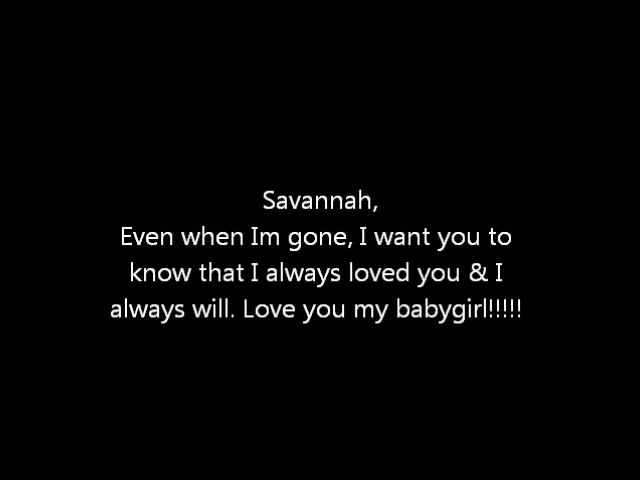 Savannah,
Even when Im gone, I want you to
know that I always loved you & I
always will. Love you my babygirl!!!!!